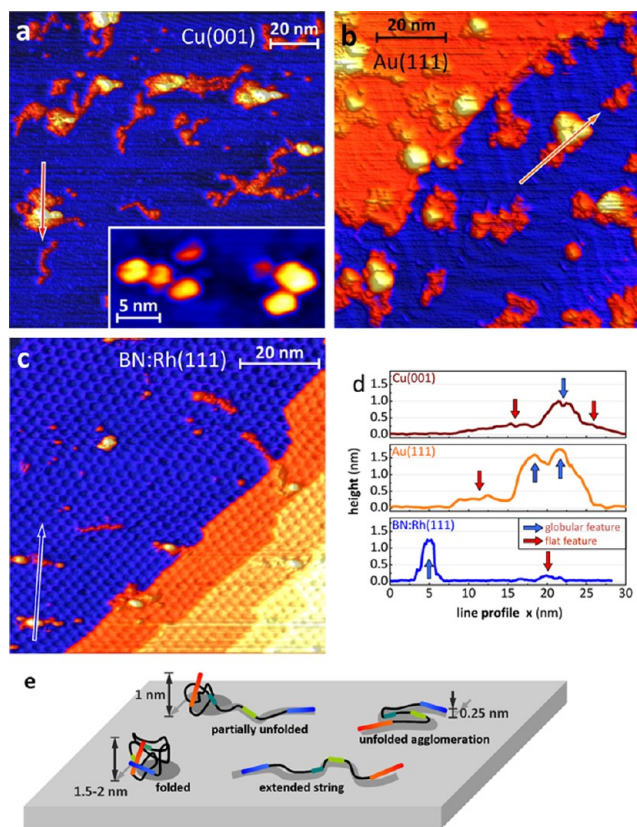 a
Cu(001)
20 nm
5 nm
b
20 nm
Au(111)
c
BN:Rh(111)
20 nm
d
Cu(001)
1.5
1.0
0.5
0.0
Au(111)
1.5
1.0
0.5
0.0
BN:Rh(111)
1.5
1.0
0.5
0.0
globular feature
flat feature
height (nm)
0 5 10 15 20 25 30
line profile x (nm)
e
1 nm
partially unfolded
0.25 nm
unfolded agglomeration
1.5-2 nm
folded
extended string